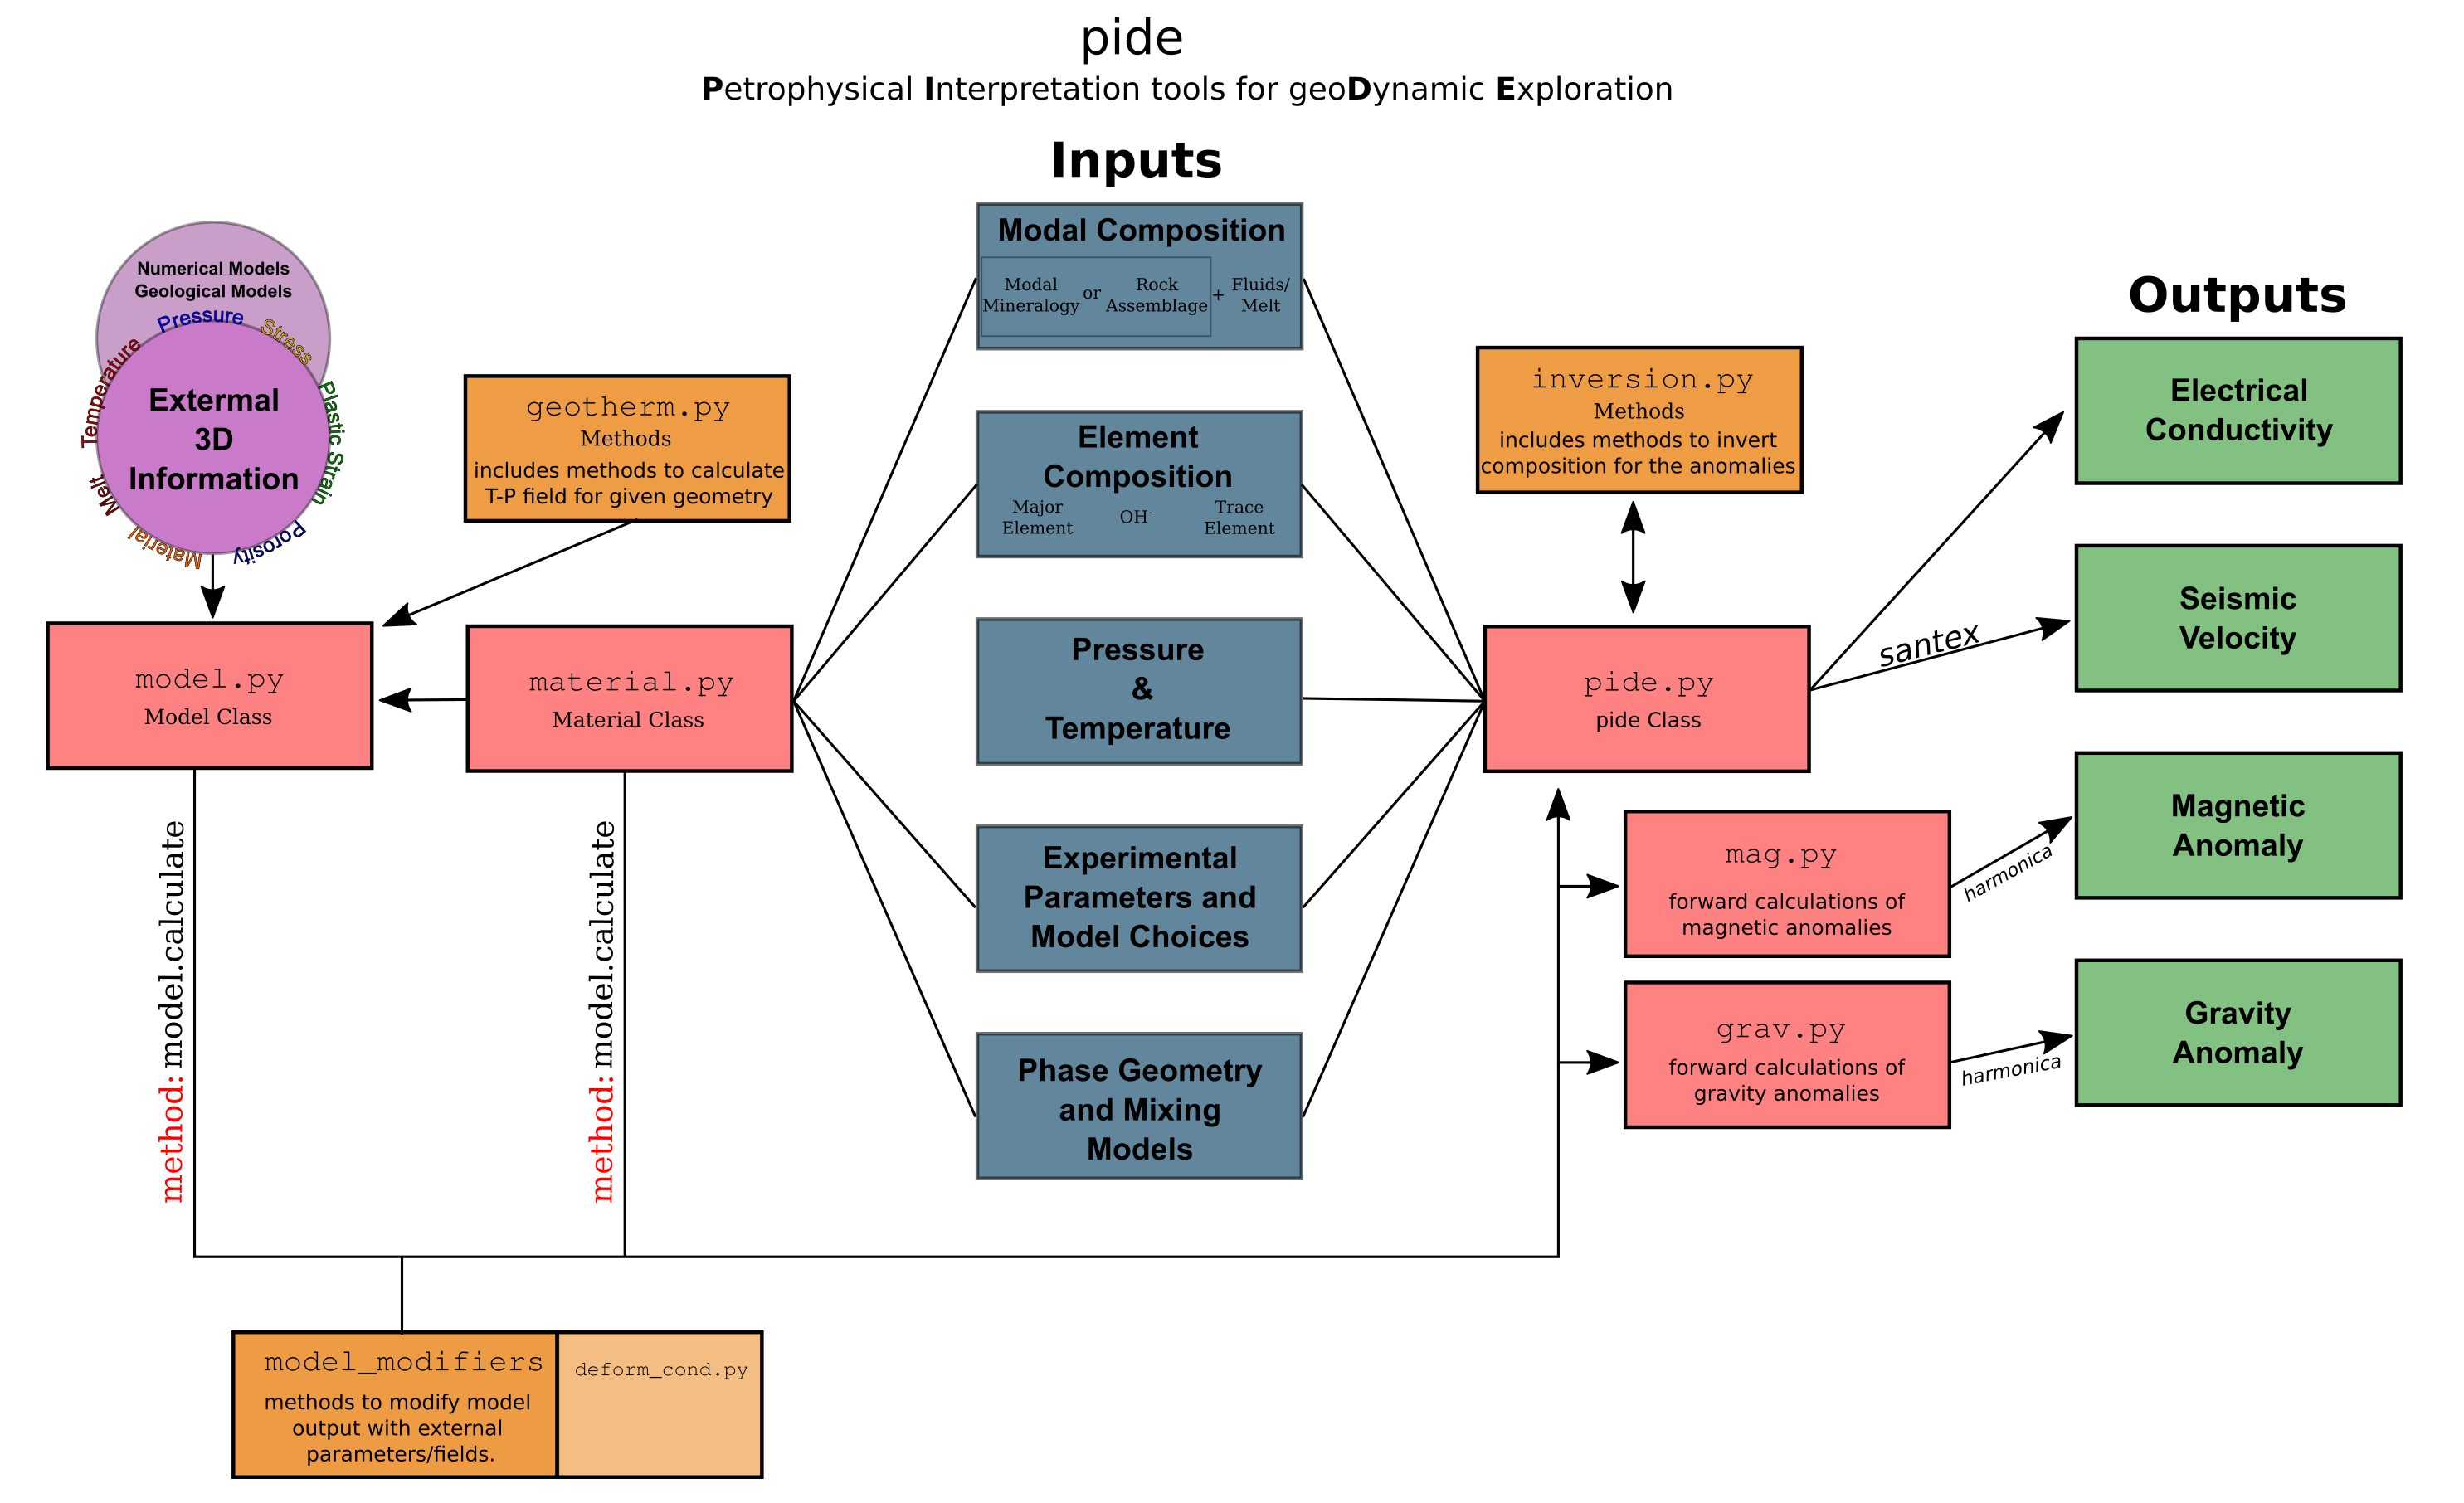 pide
Petrophysical Interpretation tools for geoDynamic Exploration
Inputs
Outputs
Numerical Models
Geological Models
Pressure
Stress
Plastic Strain
Porosity
Material
Melt
Temperature
Extermal
3D
Information
geotherm.py
Methods
includes methods to calculate
T-P field for given geometry
model.py
Model Class
material.py
Material Class
method: model.calculate
method: model.calculate
model_modifiers
methods to modify model
output with external
parameters/fields.
deform_cond.py
Modal Composition
Modal
Mineralogy
or
Rock
Assemblage
+
Fluids/
Melt
Element
Composition
Major
Element
OH-
Trace
Element
Pressure
&
Temperature
Experimental
Parameters and
Model Choices
Phase Geometry
and Mixing
Models
inversion.py
Methods
includes methods to invert
composition for the anomalies
pide.py
pide Class
santex
mag.py
forward calculations of
magnetic anomalies
harmonica
grav.py
forward calculations of
gravity anomalies
harmonica
Electrical
Conductivity
Seismic
Velocity
Magnetic
Anomaly
Gravity
Anomaly